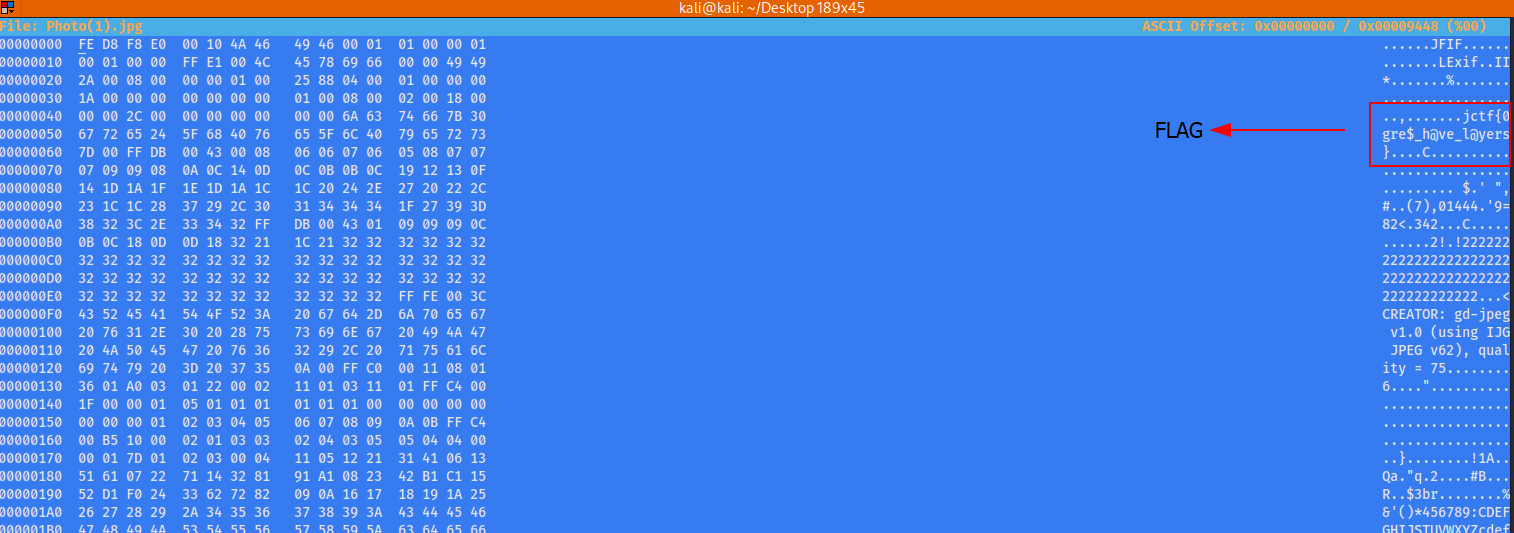 kali@kali: ~/Desktop 189x45
File: Photo(1).jpg ASCII Offset: 0x00000000 / 0x00009448 (%00)
00000000 FE D8 F8 E0 00 10 4A 46 49 46 00 01 01 00 00 01 ......JFIF......
00000010 00 01 00 00 FF E1 00 4C 45 78 69 66 00 00 49 49 .......LExif..II
00000020 2A 00 08 00 00 00 01 00 25 88 04 00 01 00 00 00 *.......%.......
00000030 1A 00 00 00 00 00 00 00 01 00 08 00 02 00 18 00 ................
00000040 00 00 2C 00 00 00 00 00 00 00 6A 63 74 66 7B 30 ..,.......jctf{0
00000050 67 72 65 24 5F 68 40 76 65 5F 6C 40 79 65 72 73 gre$_h@ve_l@yers
FLAG
00000060 7D 00 FF DB 00 43 00 08 06 06 07 06 05 08 07 07 }....C..........
00000070 07 09 09 08 0A 0C 14 0D 0C 0B 0B 0C 19 12 13 0F ................
00000080 14 1D 1A 1F 1E 1D 1A 1C 1C 20 24 2E 27 20 22 2C ......... $.' ",
00000090 23 1C 1C 28 37 29 2C 30 31 34 34 34 1F 27 39 3D #..(7),01444.'9=
000000A0 38 32 3C 2E 33 34 32 FF DB 00 43 01 09 09 09 0C 82<.342...C.....
000000B0 0B 0C 18 0D 0D 18 32 21 1C 21 32 32 32 32 32 32 ......2!.!222222
000000C0 32 32 32 32 32 32 32 32 32 32 32 32 32 32 32 32 2222222222222222
000000D0 32 32 32 32 32 32 32 32 32 32 32 32 32 32 32 32 2222222222222222
000000E0 32 32 32 32 32 32 32 32 32 32 32 32 FF FE 00 3C 222222222222...<
000000F0 43 52 45 41 54 4F 52 3A 20 67 64 2D 6A 70 65 67 CREATOR: gd-jpeg
00000100 20 76 31 2E 30 20 28 75 73 69 6E 67 20 49 4A 47 v1.0 (using IJG
00000110 20 4A 50 45 47 20 76 36 32 29 2C 20 71 75 61 6C JPEG v62), qual
00000120 69 74 79 20 3D 20 37 35 0A 00 FF C0 00 11 08 01 ity = 75........
00000130 36 01 A0 03 01 22 00 02 11 01 03 11 01 FF C4 00 6...."..........
00000140 1F 00 00 01 05 01 01 01 01 01 01 00 00 00 00 00 ................
00000150 00 00 00 01 02 03 04 05 06 07 08 09 0A 0B FF C4 ................
00000160 00 B5 10 00 02 01 03 03 02 04 03 05 05 04 04 00 ................
00000170 00 01 7D 01 02 03 00 04 11 05 12 21 31 41 06 13 ..}........!1A..
00000180 51 61 07 22 71 14 32 81 91 A1 08 23 42 B1 C1 15 Qa."q.2....#B...
00000190 52 D1 F0 24 33 62 72 82 09 0A 16 17 18 19 1A 25 R..$3br........%
000001A0 26 27 28 29 2A 34 35 36 37 38 39 3A 43 44 45 46 &'()*456789:CDEF
000001B0 47 48 49 4A 53 54 55 56 57 58 59 5A 63 64 65 66 GHIJSTUVWXYZcdef